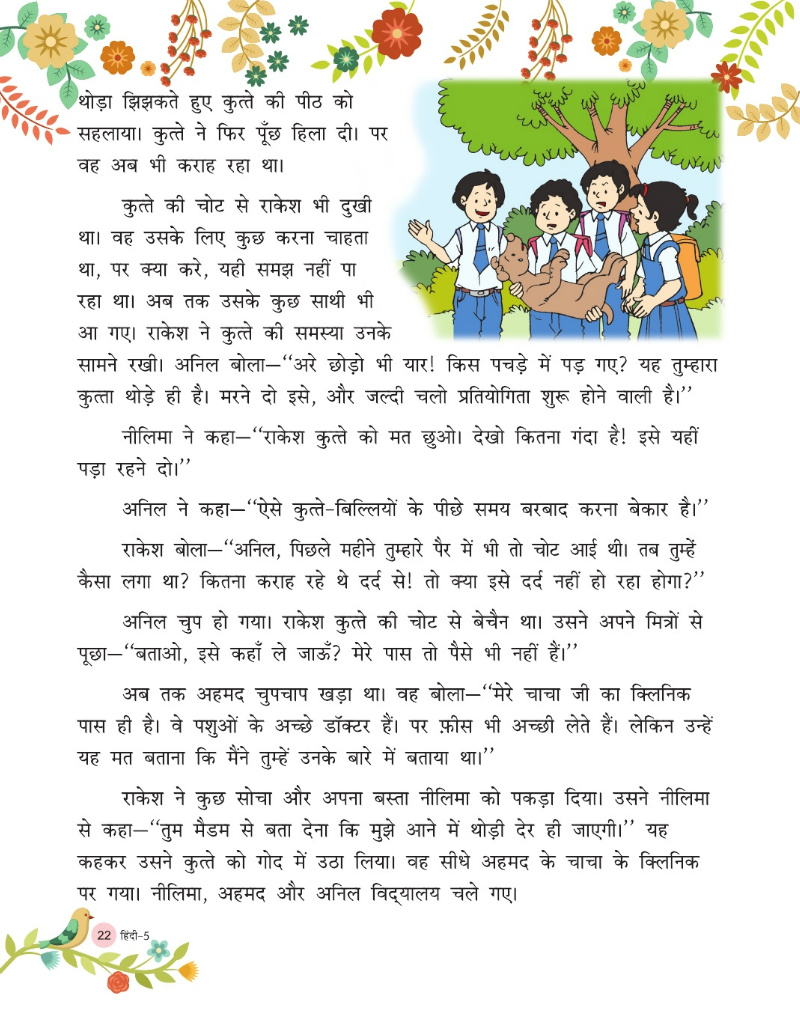 थोड़ा झिझकते हुए कुत्ते की पीठ को
सहलाया। कुत्ते ने फिर पूँछ हिला दी। पर
वह अब भी कराह रहा था।
कुत्ते की चोट से राकेश भी दुखी
था। वह उसके लिए कुछ करना चाहता
था, पर क्या करे, यही समझ नहीं पा
रहा था। अब तक उसके कुछ साथी भी
आ गए। राकेश ने कुत्ते की समस्या उनके
सामने रखी। अनिल बोला—‘‘अरे छोड़ो भी यार! किस पचड़े में पड़ गए? यह तुम्हारा
कुत्ता थोड़े ही है। मरने दो इसे, और जल्दी चलो प्रतियोगिता शुरू होने वाली है।’’
नीलिमा ने कहा—‘‘राकेश कुत्ते को मत छुओ। देखो कितना गंदा है! इसे यहीं
पड़ा रहने दो।’’
अनिल ने कहा—‘‘ऐसे कुत्ते-बिल्लियों के पीछे समय बरबाद करना बेकार है।’’
राकेश बोला—‘‘अनिल, पिछले महीने तुम्हारे पैर में भी तो चोट आई थी। तब तुम्हें
कैसा लगा था? कितना कराह रहे थे दर्द से! तो क्या इसे दर्द नहीं हो रहा होगा?’’
अनिल चुप हो गया। राकेश कुत्ते की चोट से बेचैन था। उसने अपने मित्रों से
पूछा—‘‘बताओ, इसे कहाँ ले जाऊँ? मेरे पास तो पैसे भी नहीं हैं।’’
अब तक अहमद चुपचाप खड़ा था। वह बोला—‘‘मेरे चाचा जी का क्लिनिक
पास ही है। वे पशुओं के अच्छे डॉक्टर हैं। पर फ़ीस भी अच्छी लेते हैं। लेकिन उन्हें
यह मत बताना कि मैंने तुम्हें उनके बारे में बताया था।’’
राकेश ने कुछ सोचा और अपना बस्ता नीलिमा को पकड़ा दिया। उसने नीलिमा
से कहा—‘‘तुम मैडम से बता देना कि मुझे आने में थोड़ी देर ही जाएगी।’’ यह
कहकर उसने कुत्ते को गोद में उठा लिया। वह सीधे अहमद के चाचा के क्लिनिक
पर गया। नीलिमा, अहमद और अनिल विद्‌यालय चले गए।
22 हिंदी-5